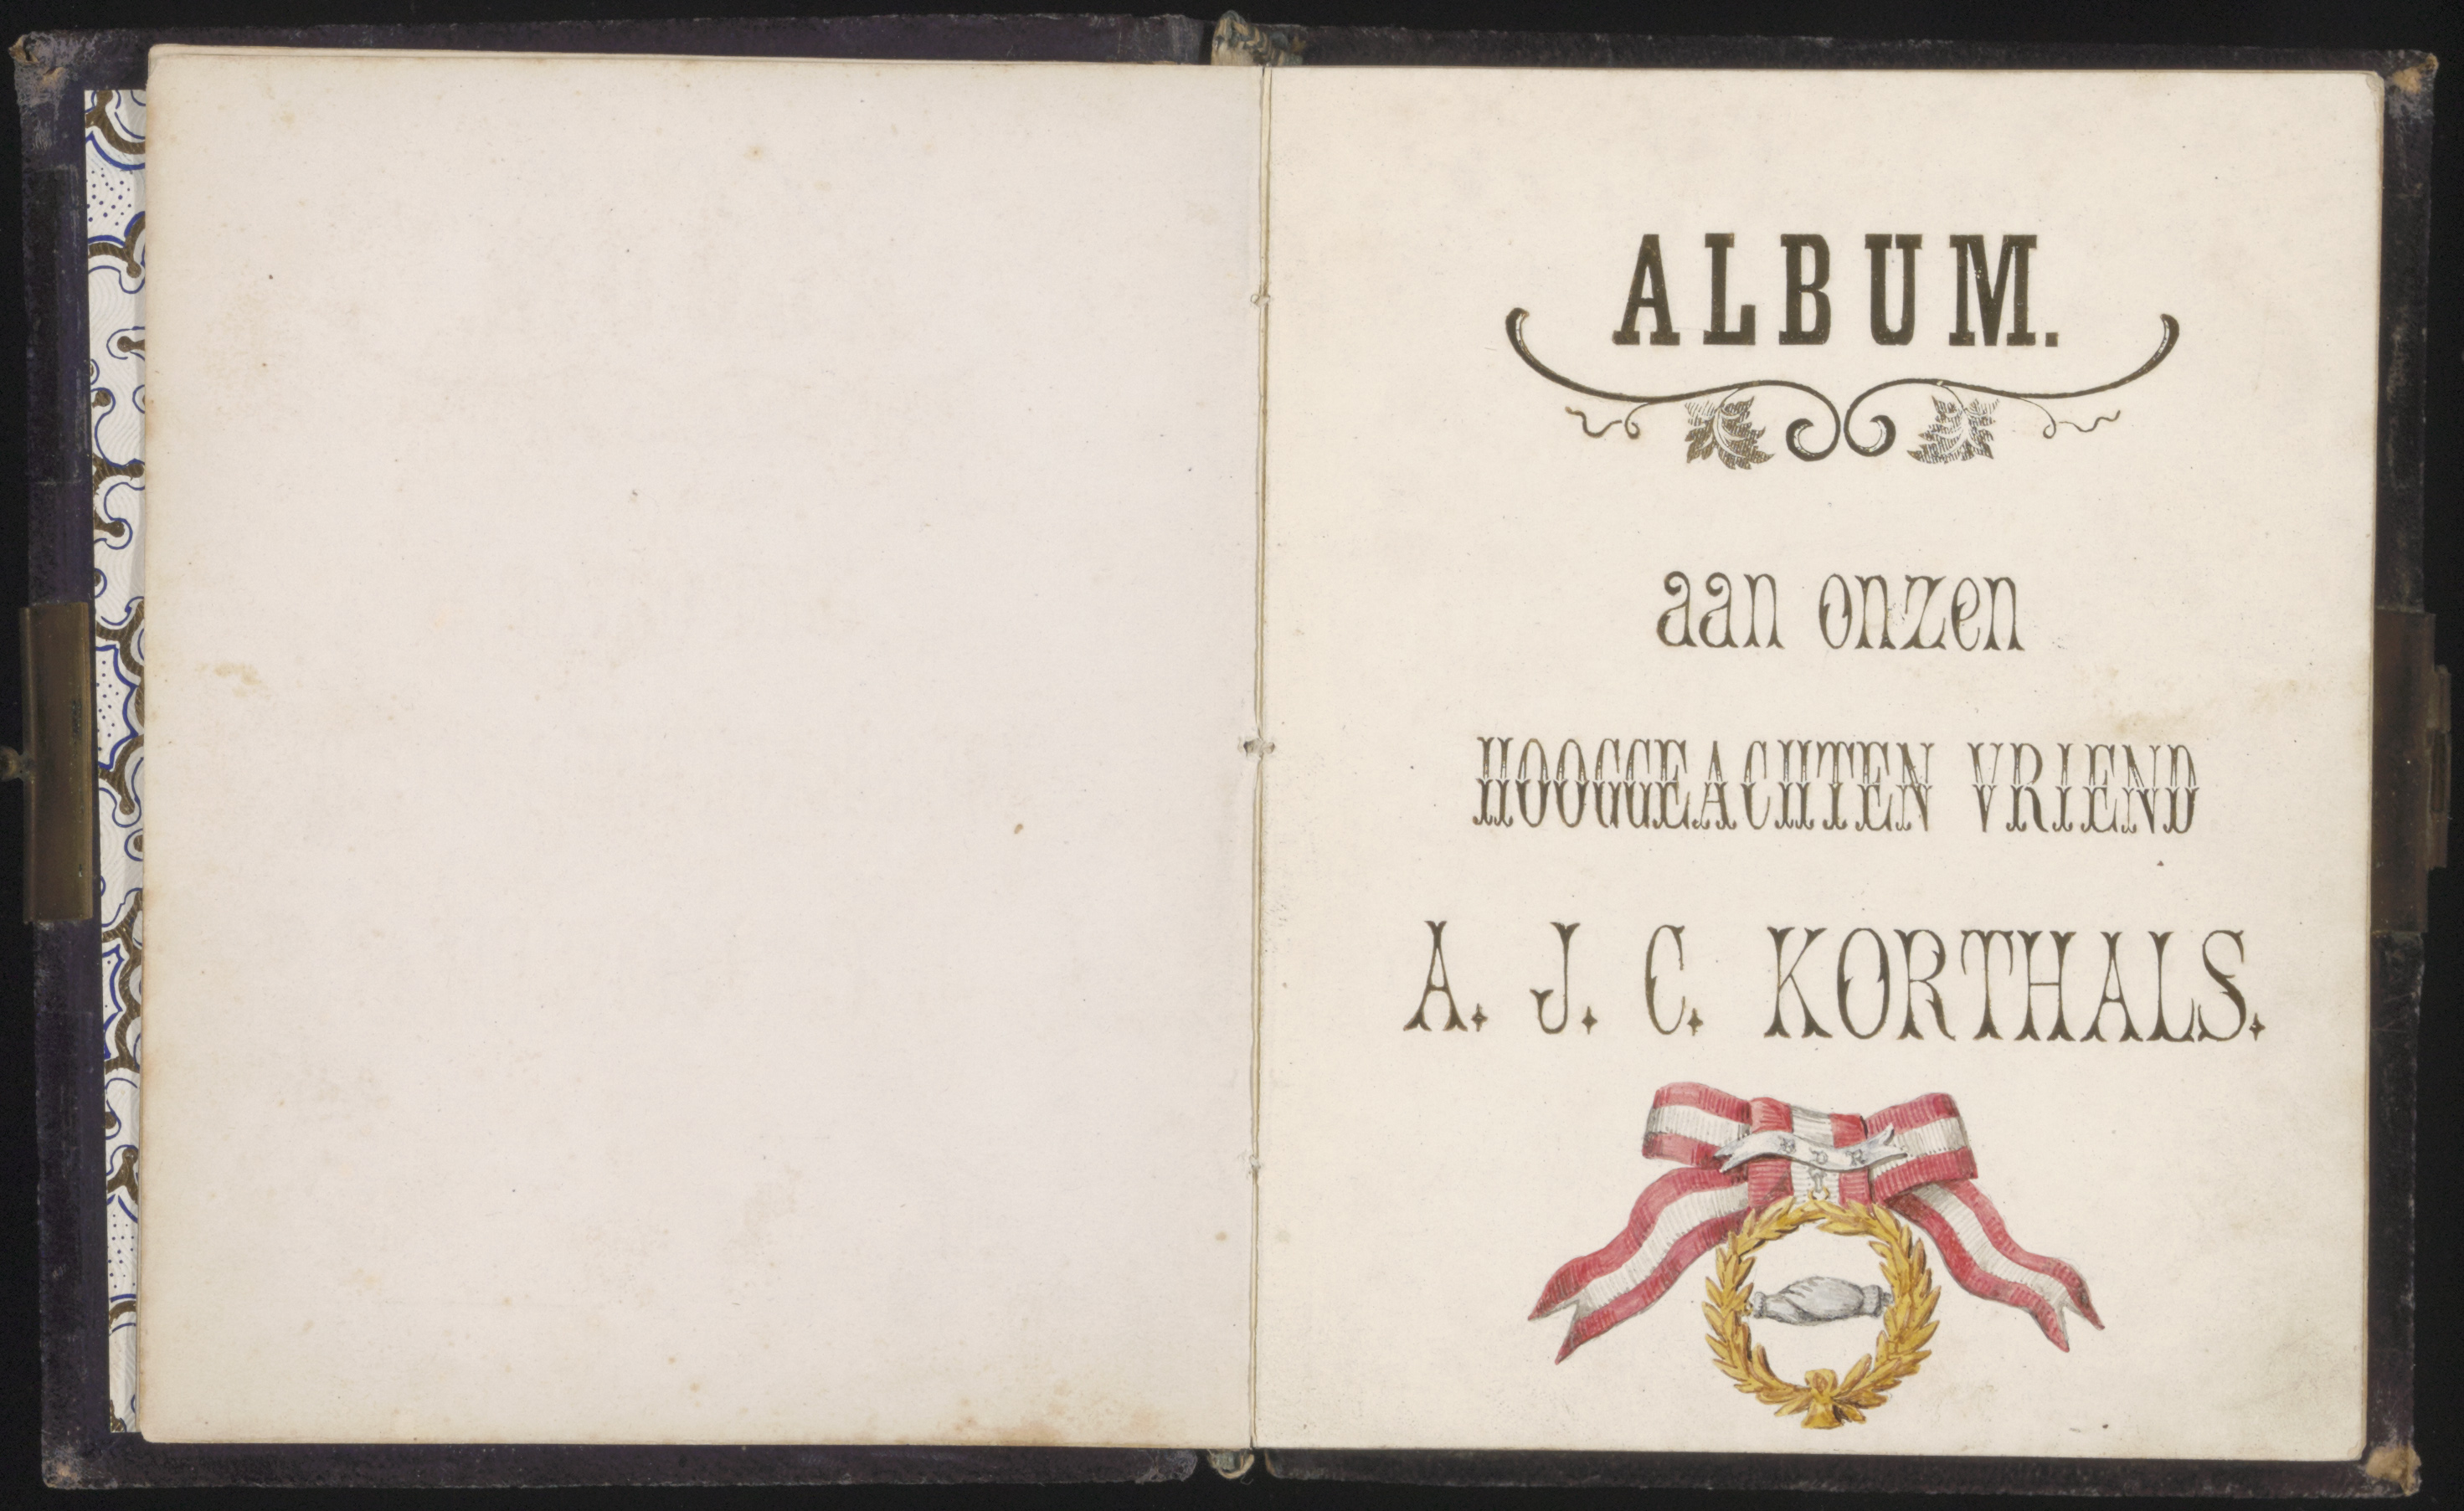 ALBUM.
aan onzen
HOOGGEACHTEN VRIEND
A. J. C. KORTHALS.